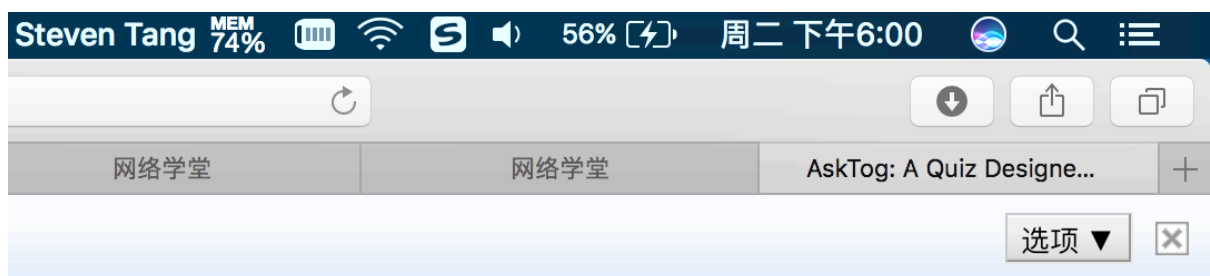 Steven Tang MEM 74% 56% 周二 下午6:00
网络学堂 网络学堂 AskTog: A Quiz Designe...
选项 ▼